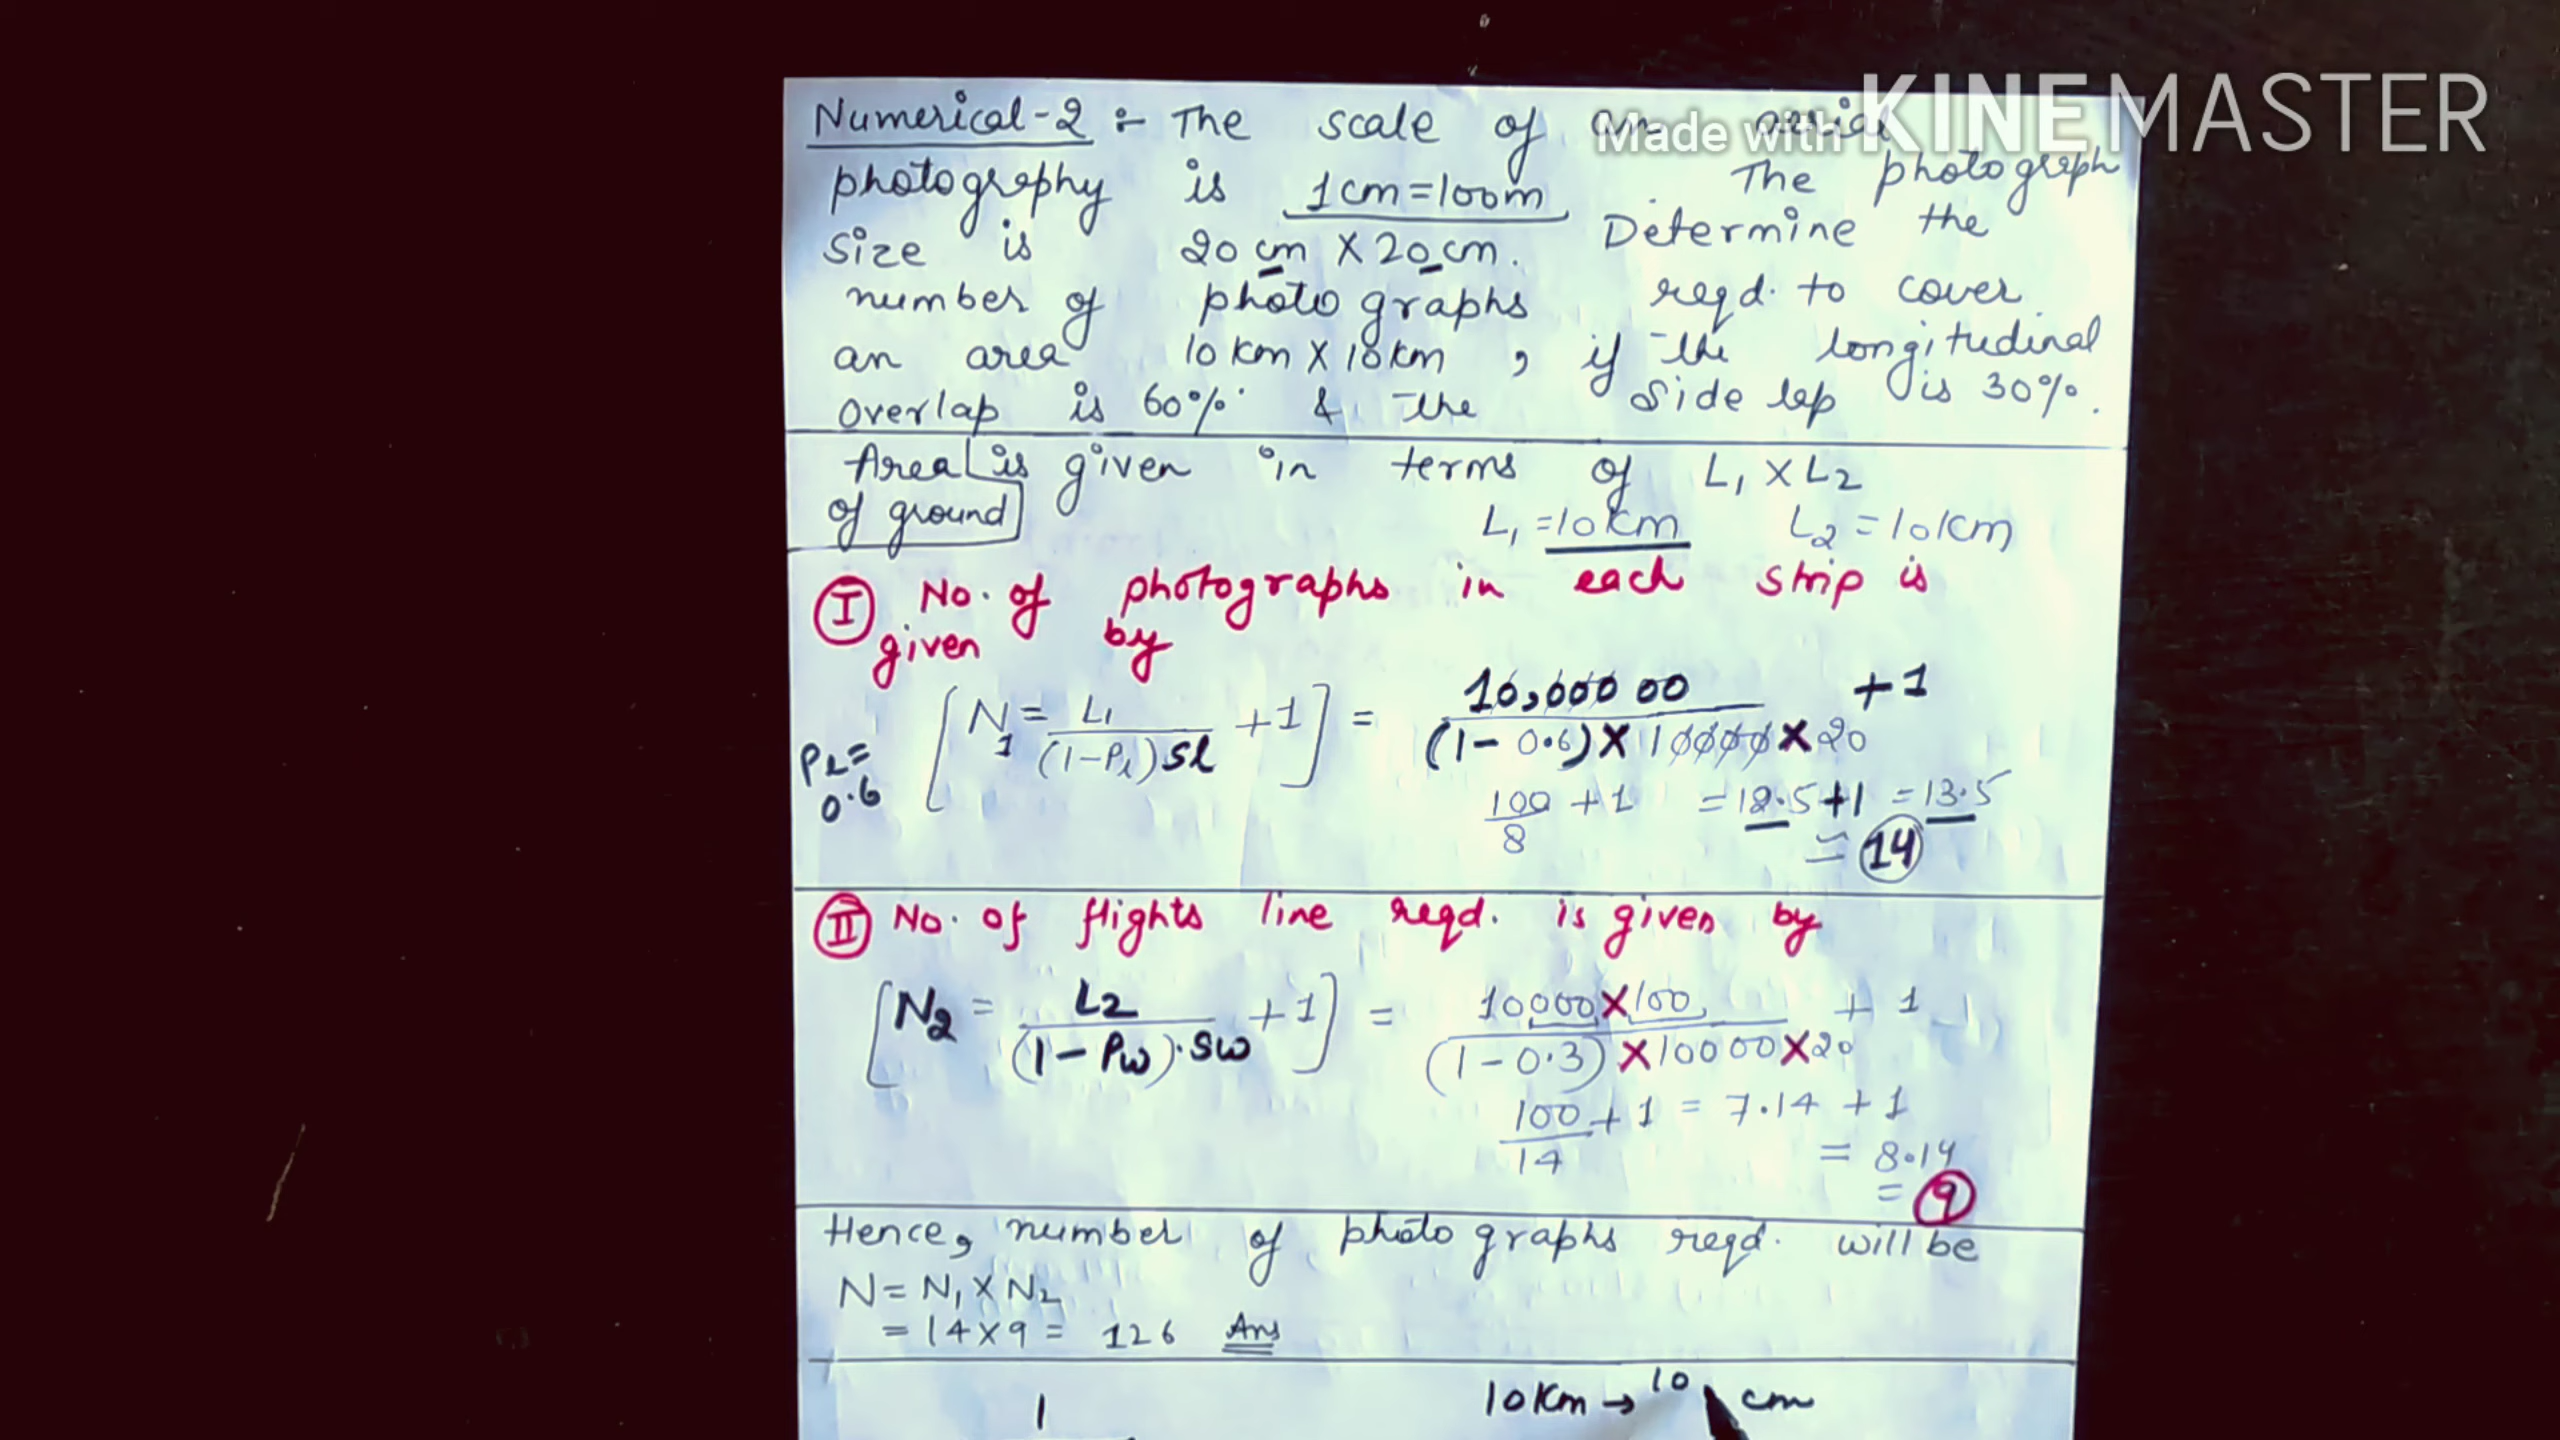 Made with KINEMASTER
Numerical-2 :- The scale of an
photography is 1cm=100m. The photograph
size is 20 cm X 20 cm. Determine the
number of photo graphs reqd. to cover
an area 10 km X 10 km , if the longitudinal
overlap is 60% & the Side lap is 30%.
Area is given in terms of L1 X L2
of ground
L1 = 10 km L2 = 10 km
I No. of photographs in each strip is
given by
Pl = 0.6
[N1 = L1 / (1-Pl) Sl + 1] = 10,000 00 / (1 - 0.6) X 10000 X 20 + 1
100/8 + 1 = 12.5 + 1 = 13.5
≈ 14
II No. of flights line reqd. is given by
[N2 = L2 / (1 - Pw). Sw + 1] = 10000 X 100 / (1 - 0.3) X 10000 X 20 + 1
100/14 + 1 = 7.14 + 1
= 8.14
= 9
Hence, number of photo graphs reqd. will be
N = N1 X N2
= 14 X 9 = 126 Ans
1
10 Km → 10 cm